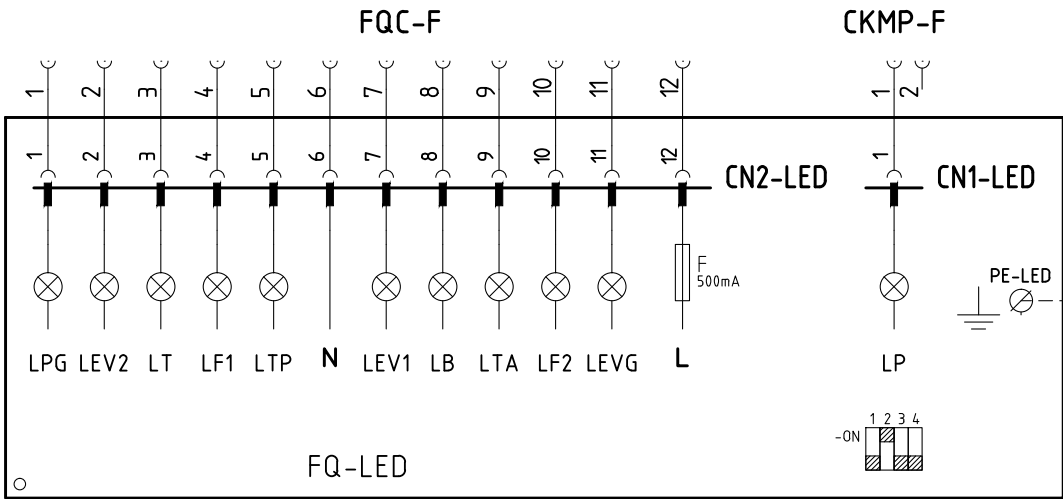 FQC-F CKMP-F
1 2 3 4 5 6 7 8 9 10 11 12 1 2
1 2 3 4 5 6 7 8 9 10 11 12 1
CN2-LED CN1-LED
F
500mA
PE-LED
LPG LEV2 LT LF1 LTP N LEV1 LB LTA LF2 LEVG L LP
1 2 3 4
-ON
FQ-LED